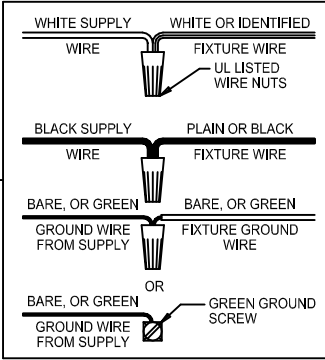 WHITE SUPPLY
WIRE
WHITE OR IDENTIFIED
FIXTURE WIRE
UL LISTED
WIRE NUTS
BLACK SUPPLY
WIRE
PLAIN OR BLACK
FIXTURE WIRE
BARE, OR GREEN
GROUND WIRE
FROM SUPPLY
BARE, OR GREEN
FIXTURE GROUND
WIRE
OR
BARE, OR GREEN
GROUND WIRE
FROM SUPPLY
GREEN GROUND
SCREW